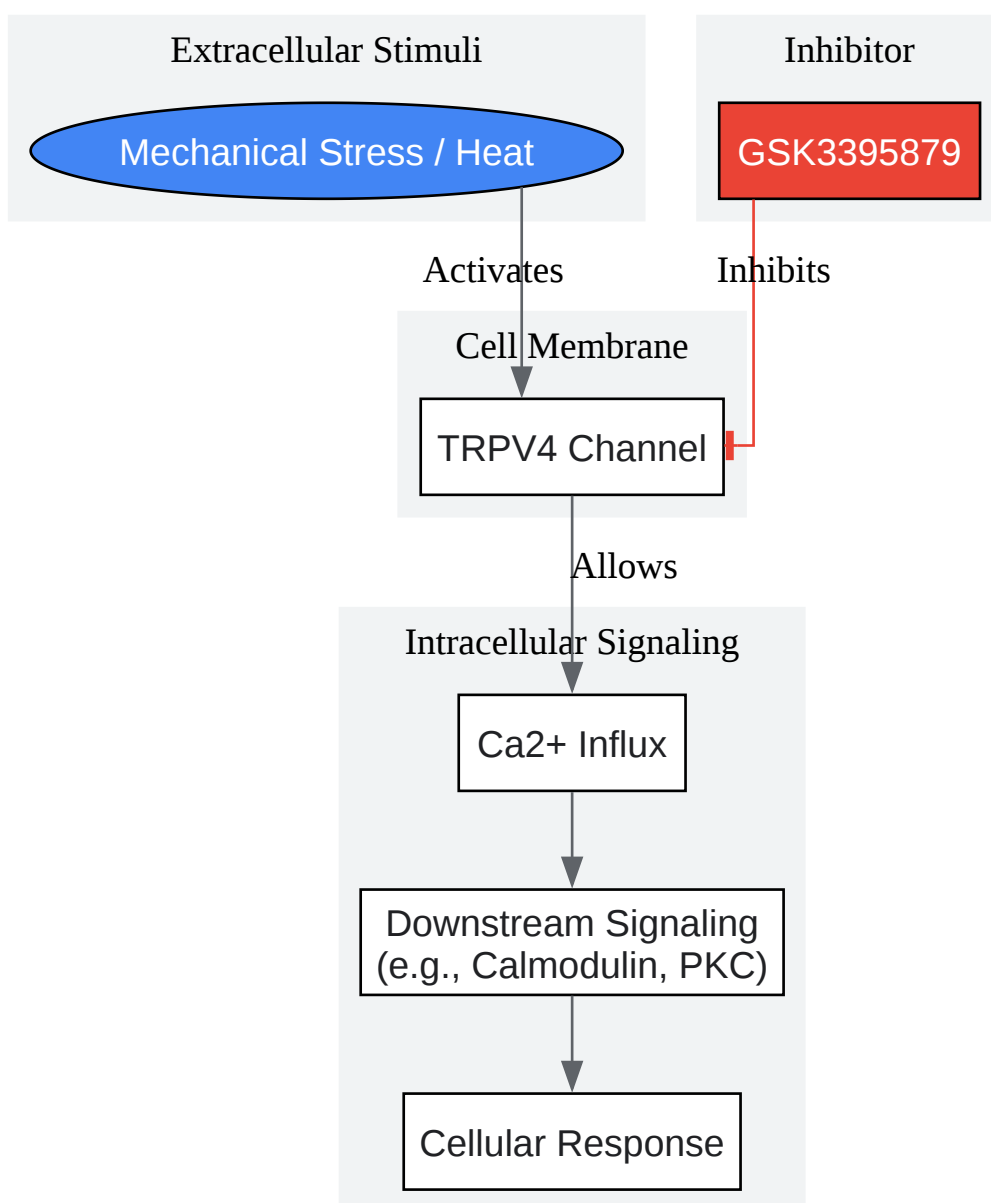 Extracellular Stimuli
Inhibitor
Mechanical Stress / Heat
GSK3395879
Activates
Inhibits
Cell Membrane
TRPV4 Channel
Allows
Intracellular Signaling
Ca2+ Influx
Downstream Signaling
(e.g., Calmodulin, PKC)
Cellular Response